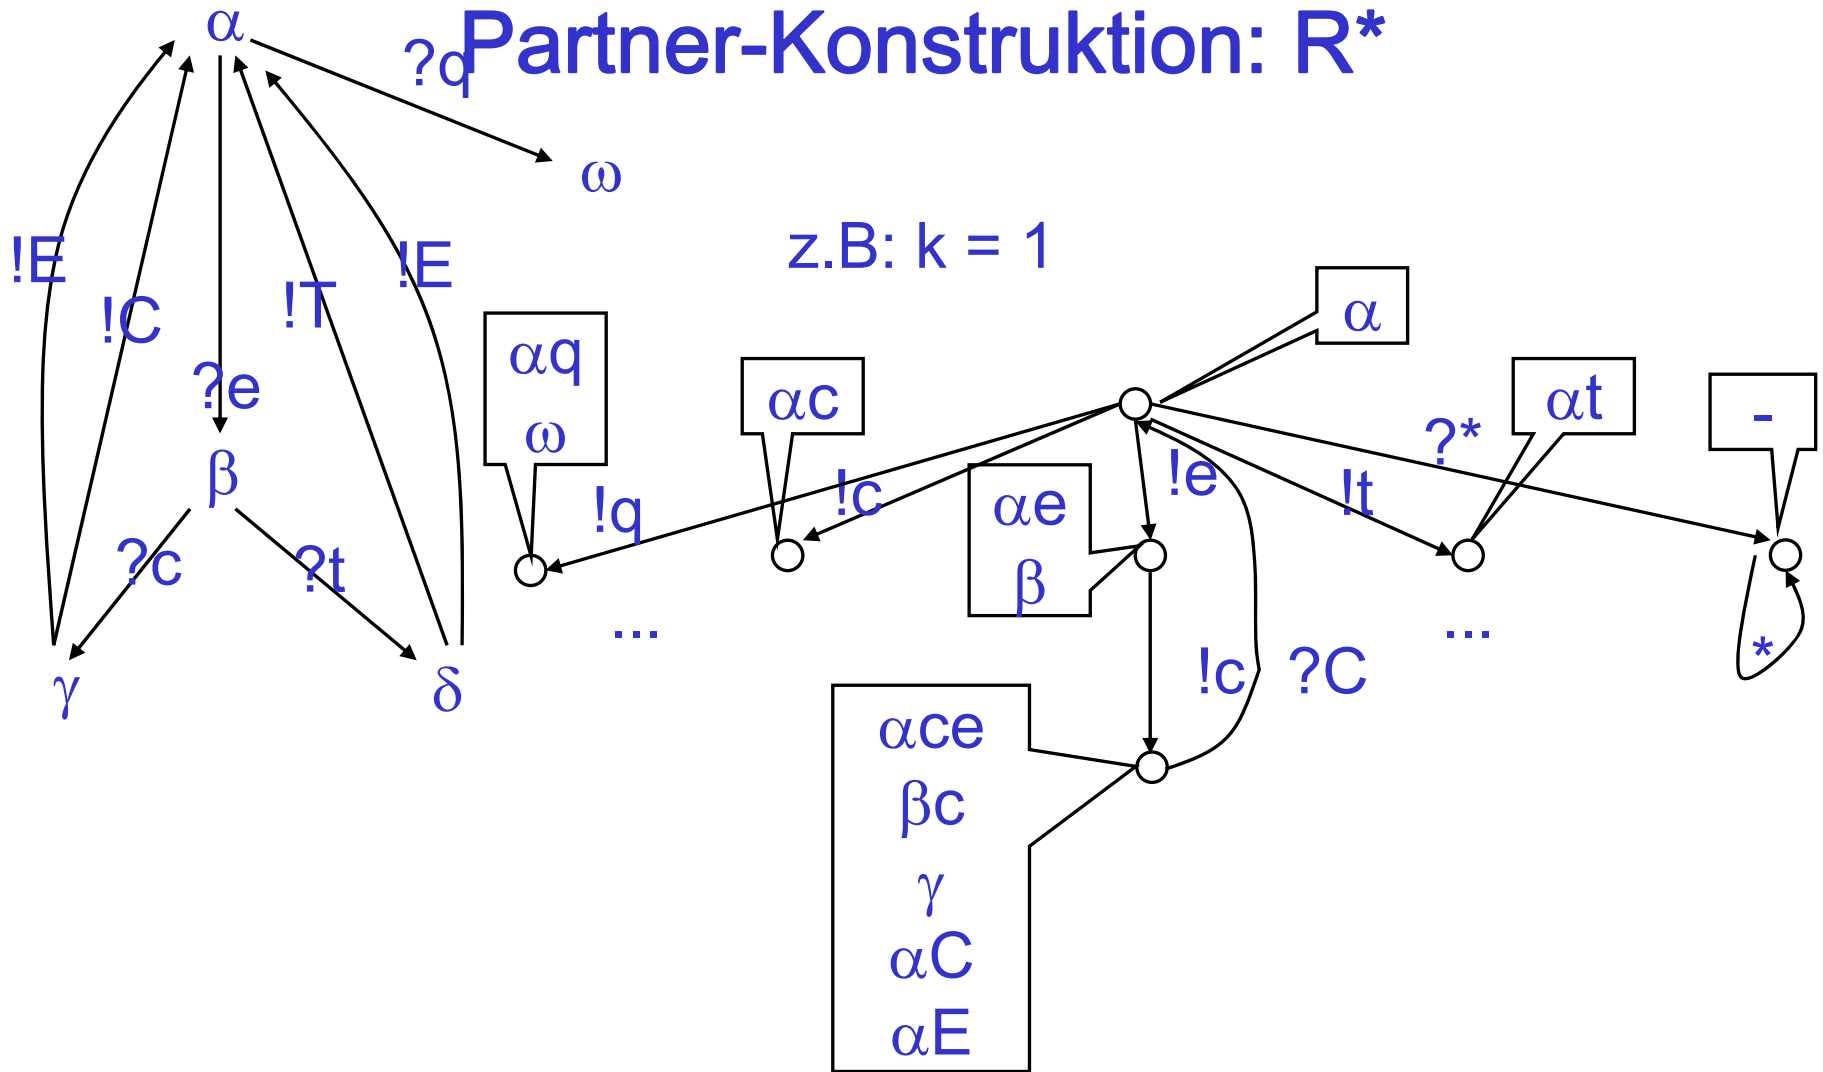 Partner-Konstruktion: R*
α
?q
ω
z.B: k = 1
!E
!C
!T
!E
?e
β
?c
?t
γ
δ
α
αq
ω
αc
αt
-
!q
!c
!e
!t
?*
αe
β
...
...
*
!c
?C
αce
βc
γ
αC
αE